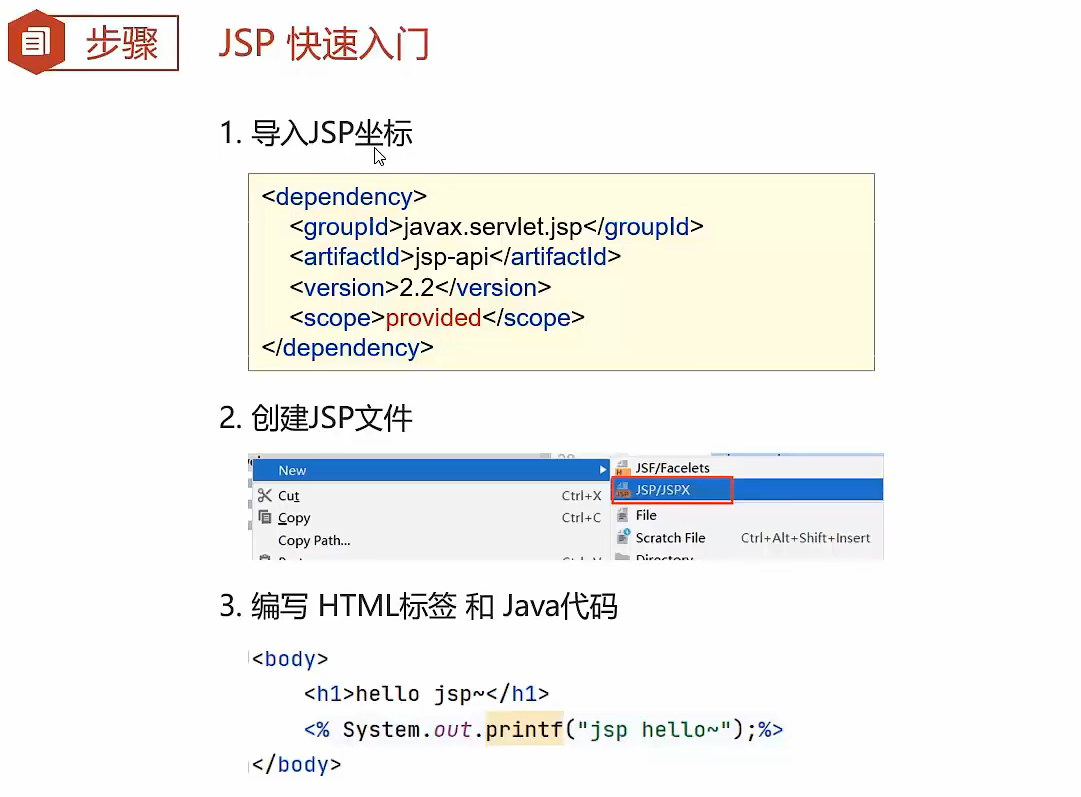 步骤
JSP 快速入门
1. 导入JSP坐标
<dependency>
<groupId>javax.servlet.jsp</groupId>
<artifactId>jsp-api</artifactId>
<version>2.2</version>
<scope>provided</scope>
</dependency>
2. 创建JSP文件
New
JSF/Facelets
JSP/JSPX
Cut Ctrl+X
File
Copy Ctrl+C
Scratch File Ctrl+Alt+Shift+Insert
Copy Path...
Directory
3. 编写 HTML标签 和 Java代码
<body>
<h1>hello jsp~</h1>
<% System.out.printf("jsp hello~");%>
</body>